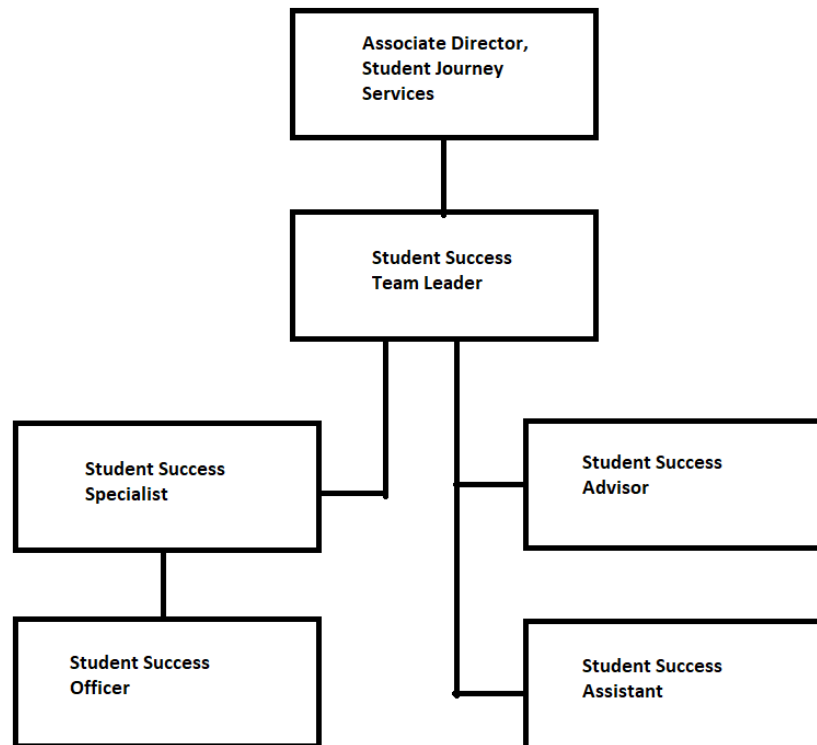 Associate Director,
Student Journey
Services
Student Success
Team Leader
Student Success
Specialist
Student Success
Advisor
Student Success
Officer
Student Success
Assistant